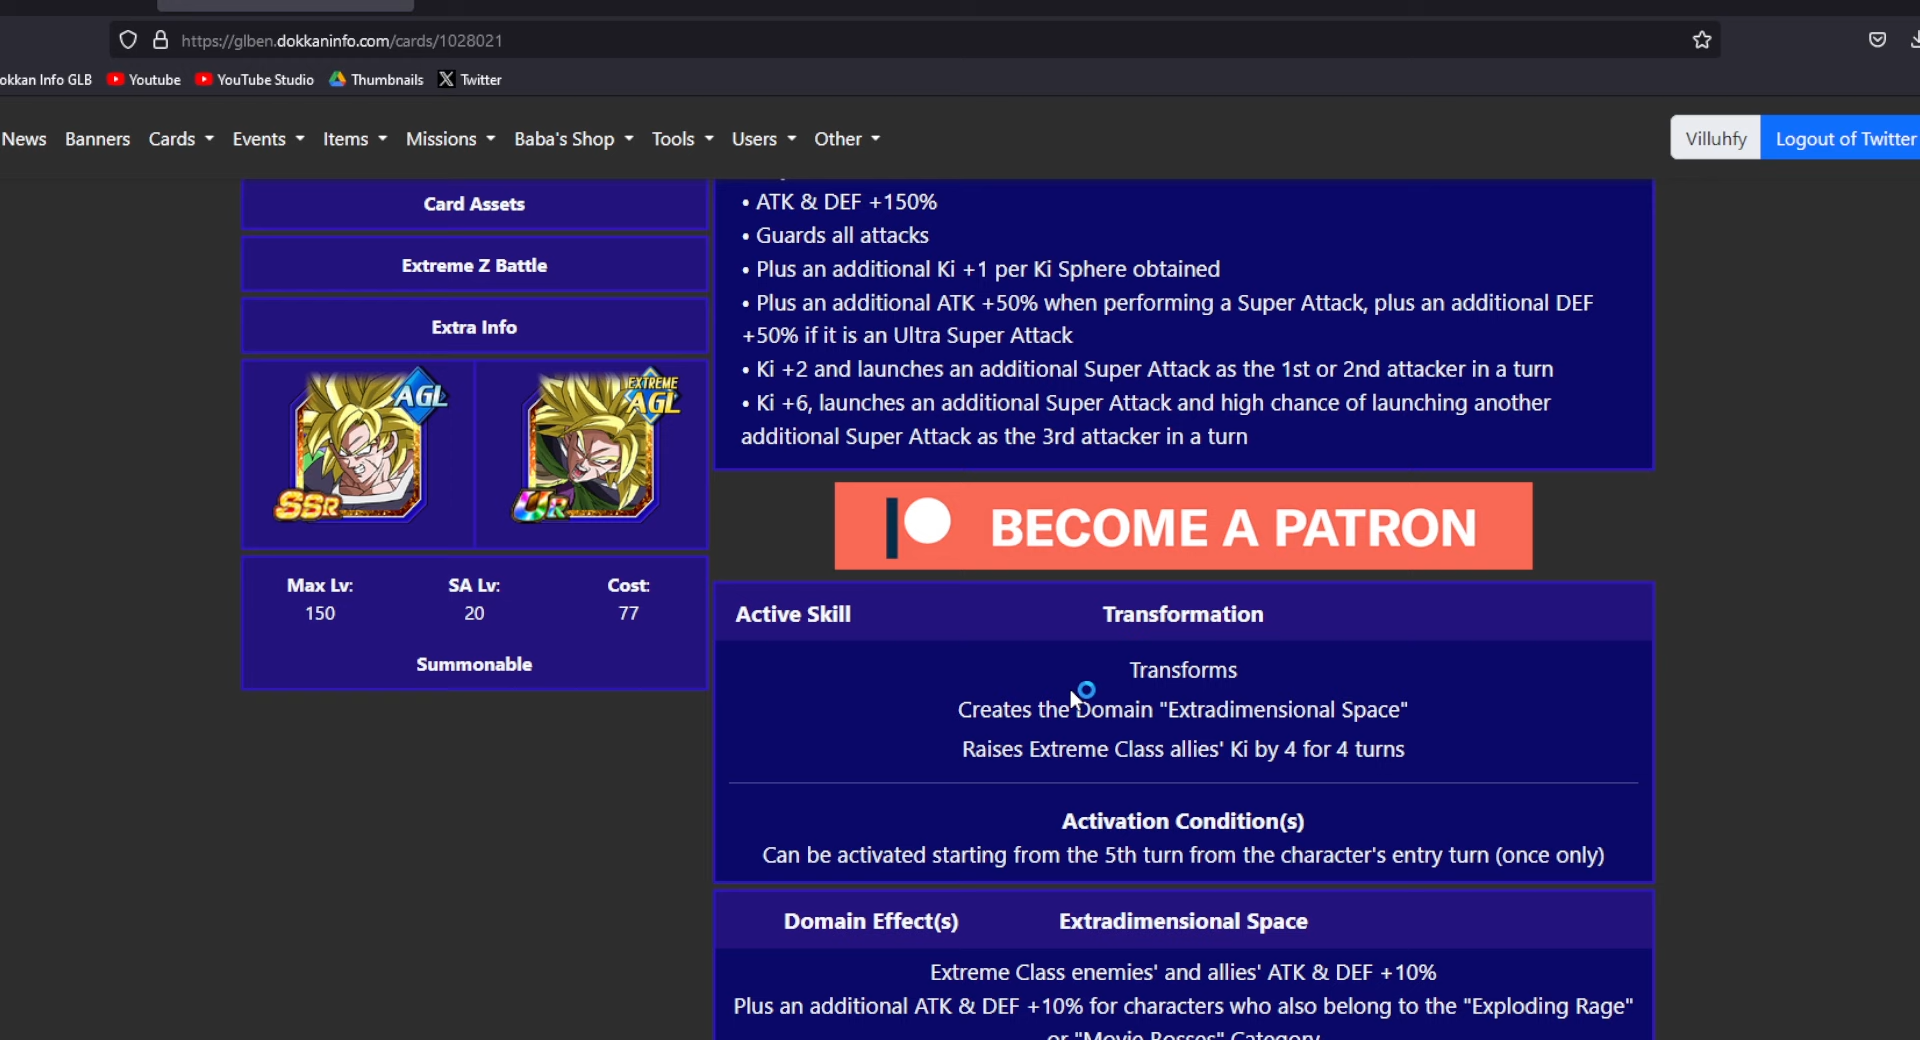 https://glben.dokkaninfo.com/cards/1028021
okkan Info GLB Youtube YouTube Studio Thumbnails X Twitter
News Banners Cards Events Items Missions Baba's Shop Tools Users Other Villuhfy Logout of Twitter
Card Assets
Extreme Z Battle
Extra Info
AGL
SSR
EXTREME
AGL
UR
Max Lv: SA Lv: Cost:
150 20 77
Summonable
• ATK & DEF +150%
• Guards all attacks
• Plus an additional Ki +1 per Ki Sphere obtained
• Plus an additional ATK +50% when performing a Super Attack, plus an additional DEF
+50% if it is an Ultra Super Attack
• Ki +2 and launches an additional Super Attack as the 1st or 2nd attacker in a turn
• Ki +6, launches an additional Super Attack and high chance of launching another
additional Super Attack as the 3rd attacker in a turn
BECOME A PATRON
Active Skill Transformation
Transforms
Creates the Domain "Extradimensional Space"
Raises Extreme Class allies' Ki by 4 for 4 turns
Activation Condition(s)
Can be activated starting from the 5th turn from the character's entry turn (once only)
Domain Effect(s) Extradimensional Space
Extreme Class enemies' and allies' ATK & DEF +10%
Plus an additional ATK & DEF +10% for characters who also belong to the "Exploding Rage"
or "Movie Bosses" Category